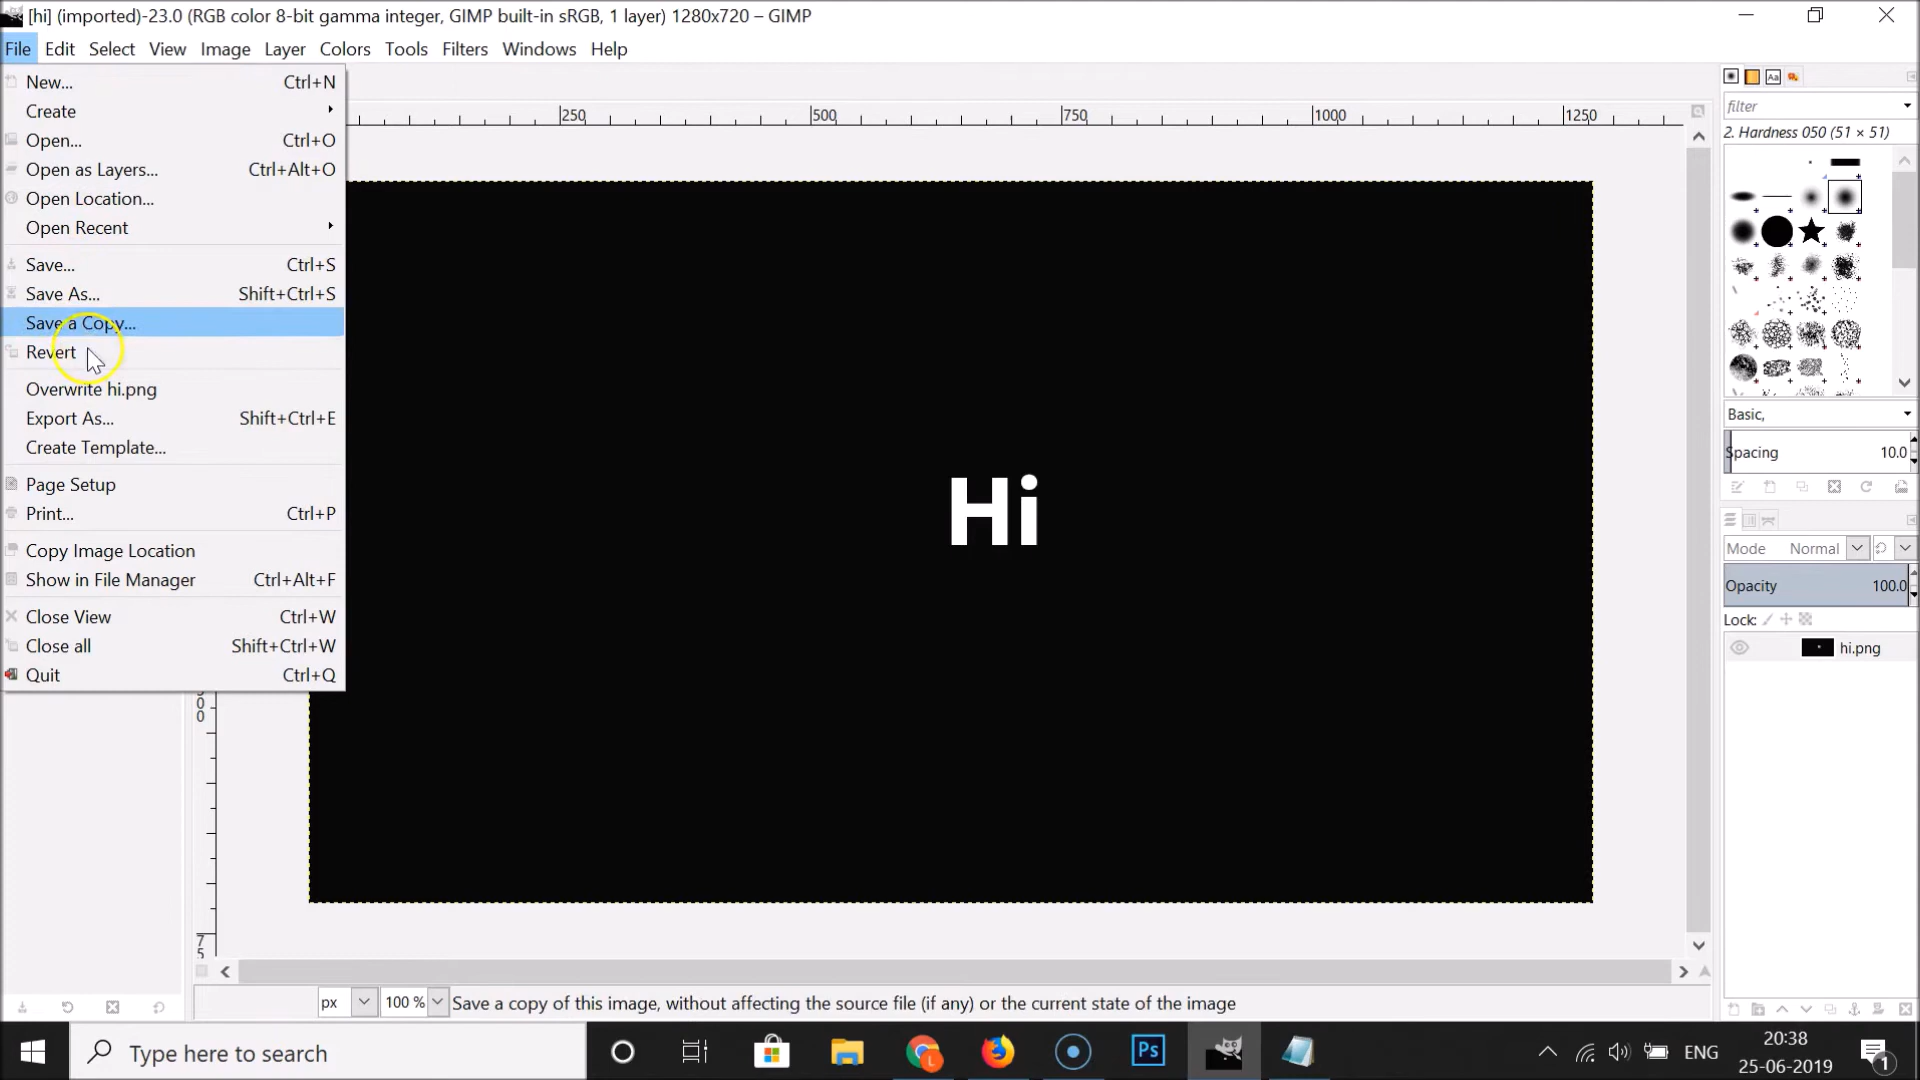 [hi] (imported)-23.0 (RGB color 8-bit gamma integer, GIMP built-in sRGB, 1 layer) 1280x720 – GIMP
File Edit Select View Image Layer Colors Tools Filters Windows Help
New... Ctrl+N
Create
Open... Ctrl+O
Open as Layers... Ctrl+Alt+O
Open Location...
Open Recent
Save... Ctrl+S
Save As... Shift+Ctrl+S
Save a Copy...
Revert
Overwrite hi.png
Export As... Shift+Ctrl+E
Create Template...
Page Setup
Print... Ctrl+P
Copy Image Location
Show in File Manager Ctrl+Alt+F
Close View Ctrl+W
Close all Shift+Ctrl+W
Quit Ctrl+Q
250 500 750 1000 1250
Hi
0
0
7
5
filter
2. Hardness 050 (51 × 51)
Basic,
Spacing 10.0
Mode Normal
Opacity 100.0
Lock:
hi.png
px 100 % Save a copy of this image, without affecting the source file (if any) or the current state of the image
Type here to search
L
Ps
ENG
20:38
25-06-2019
1